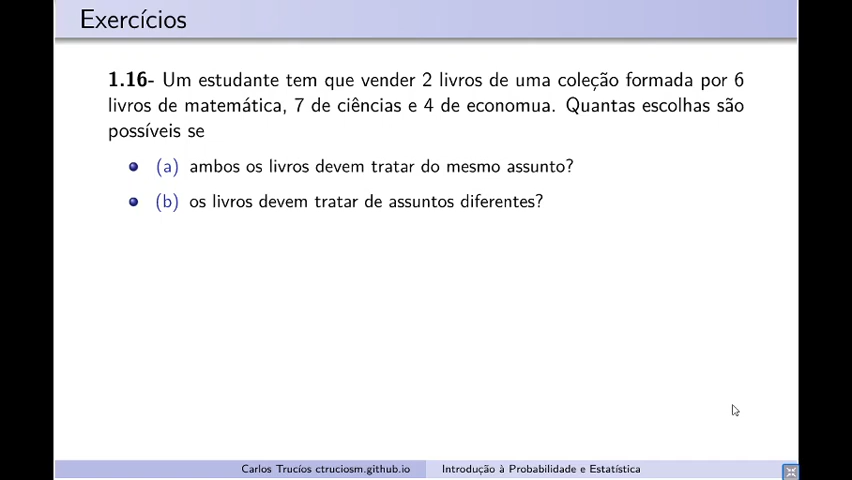 Exercícios
1.16- Um estudante tem que vender 2 livros de uma coleção formada por 6
livros de matemática, 7 de ciências e 4 de economua. Quantas escolhas são
possíveis se
(a) ambos os livros devem tratar do mesmo assunto?
(b) os livros devem tratar de assuntos diferentes?
Carlos Trucíos ctruciosm.github.io Introdução à Probabilidade e Estatística